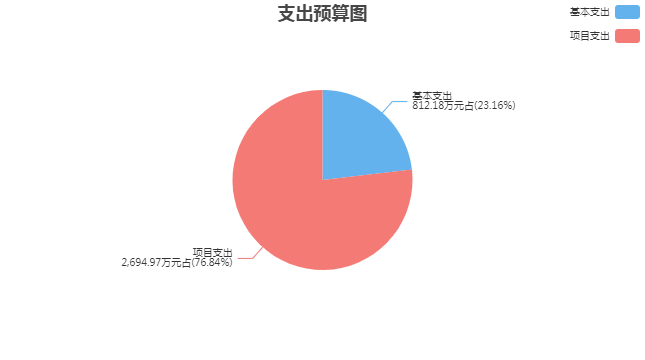 支出预算图
基本支出
项目支出
基本支出
812.18万元占(23.16%)
项目支出
2,694.97万元占(76.84%)